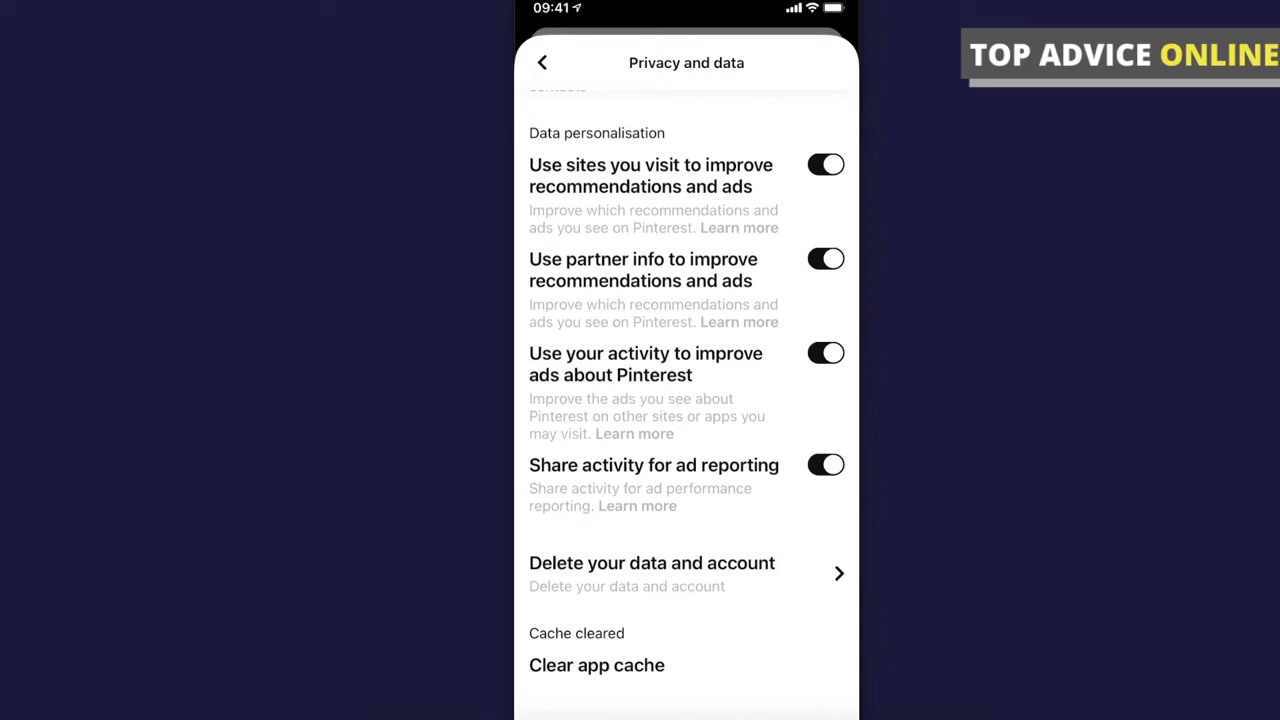 09:41
TOP ADVICE ONLINE
Privacy and data
Data personalisation
Use sites you visit to improve
recommendations and ads
Improve which recommendations and
ads you see on Pinterest. Learn more
Use partner info to improve
recommendations and ads
Improve which recommendations and
ads you see on Pinterest. Learn more
Use your activity to improve
ads about Pinterest
Improve the ads you see about
Pinterest on other sites or apps you
may visit. Learn more
Share activity for ad reporting
Share activity for ad performance
reporting. Learn more
Delete your data and account
Delete your data and account
Cache cleared
Clear app cache